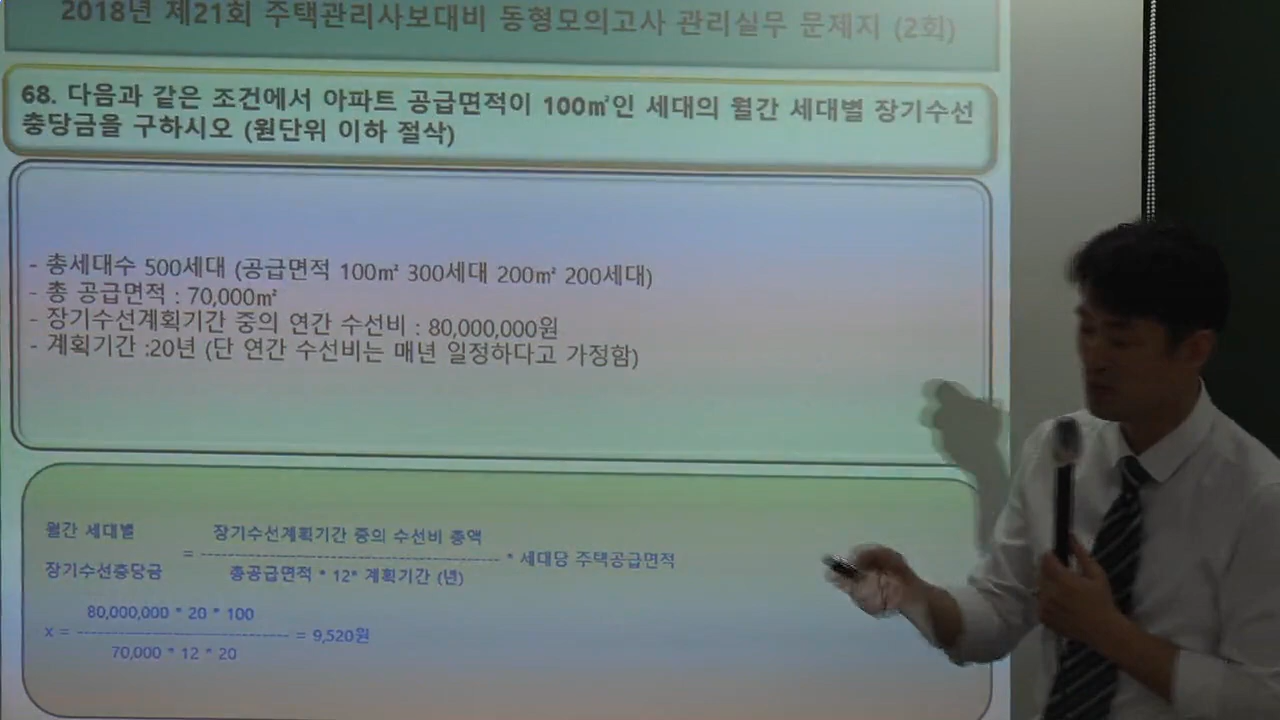 2018년 제21회 주택관리사보대비 동형모의고사 관리실무 문제지 (2회)
68. 다음과 같은 조건에서 아파트 공급면적이 100㎡인 세대의 월간 세대별 장기수선
충당금을 구하시오 (원단위 이하 절삭)
- 총세대수 500세대 (공급면적 100㎡ 300세대 200㎡ 200세대)
- 총 공급면적 : 70,000㎡
- 장기수선계획기간 중의 연간 수선비 : 80,000,000원
- 계획기간 :20년 (단 연간 수선비는 매년 일정하다고 가정함)
월간 세대별 장기수선계획기간 중의 수선비 총액
= ---------------------------------------- * 세대당 주택공급면적
장기수선충당금 총공급면적 * 12* 계획기간 (년)
80,000,000 * 20 * 100
x = ---------------------------- = 9,520원
70,000 * 12 * 20